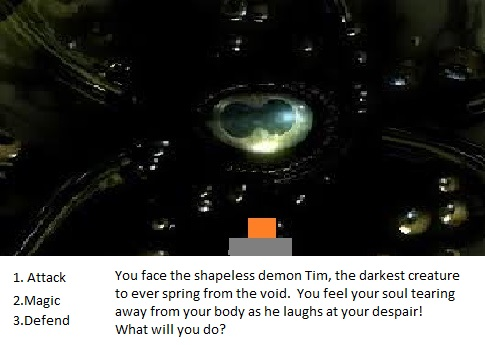 1. Attack
2.Magic
3.Defend
You face the shapeless demon Tim, the darkest creature
to ever spring from the void.  You feel your soul tearing
away from your body as he laughs at your despair!
What will you do?